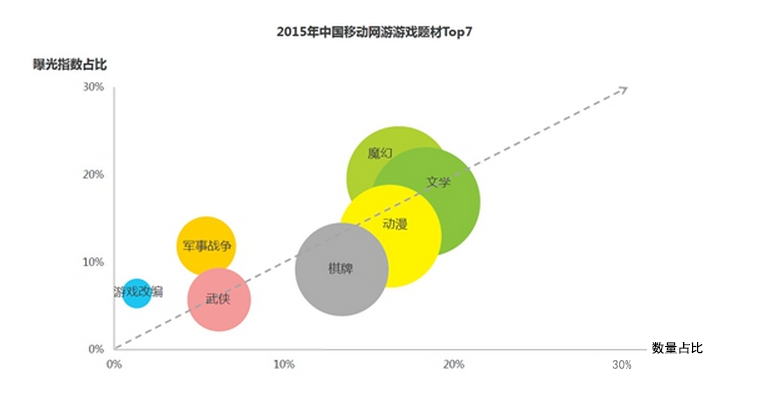 2015年中国移动网游游戏题材Top7
曝光指数占比
30%
魔幻
20%
文学
动漫
军事战争
10%
棋牌
游戏改编
武侠
0%
数量占比
0%
10%
20%
30%